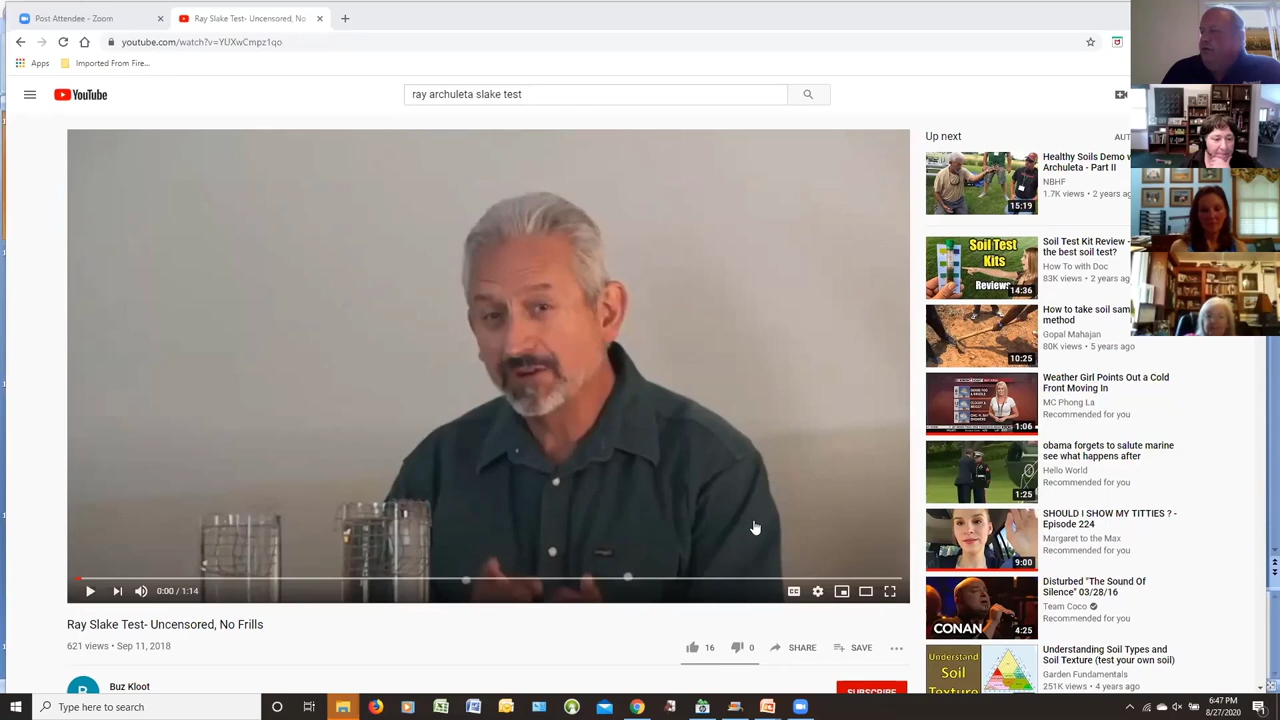 Post Attendee - Zoom
Ray Slake Test- Uncensored, No
youtube.com/watch?v=YUXwCmpz1qo
Apps
Imported From Fire...
YouTube
ray archuleta slake test
Up next
AUT
Healthy Soils Demo w
Archuleta - Part II
NBHF
1.7K views • 2 years ag
15:19
Soil Test
Kits
Reviews
14:36
Soil Test Kit Review -
the best soil test?
How To with Doc
83K views • 2 years ag
How to take soil sam
method
Gopal Mahajan
80K views • 5 years ago
10:25
Weather Girl Points Out a Cold
Front Moving In
MC Phong La
Recommended for you
1:06
obama forgets to salute marine
see what happens after
Hello World
Recommended for you
1:25
SHOULD I SHOW MY TITTIES ? -
Episode 224
Margaret to the Max
Recommended for you
9:00
Disturbed "The Sound Of
Silence" 03/28/16
Team Coco
Recommended for you
CONAN
4:25
Understand
Soil
Texture
Understanding Soil Types and
Soil Texture (test your own soil)
Garden Fundamentals
251K views • 4 years ago
0:00 / 1:14
Ray Slake Test- Uncensored, No Frills
621 views • Sep 11, 2018
16
0
SHARE
SAVE
Buz Kloot
SUBSCRIBE
Type here to search
6:47 PM
8/27/2020